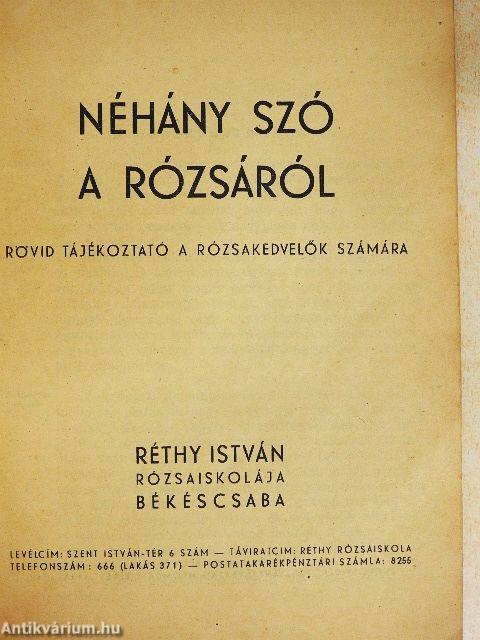 NÉHÁNY SZÓ
A RÓZSÁRÓL
RÖVID TÁJÉKOZTATÓ A RÓZSAKEDVELŐK SZÁMÁRA
RÉTHY ISTVÁN
RÓZSAISKOLÁJA
BÉKÉSCSABA
LEVÉLCÍM: SZENT ISTVÁN-TÉR 6 SZÁM — TÁVIRATCIM: RÉTHY RÓZSAISKOLA
TELEFONSZÁM: 666 (LAKÁS 371) — POSTATAKARÉKPÉNZTÁRI SZÁMLA: 8255
Antikvárium.hu